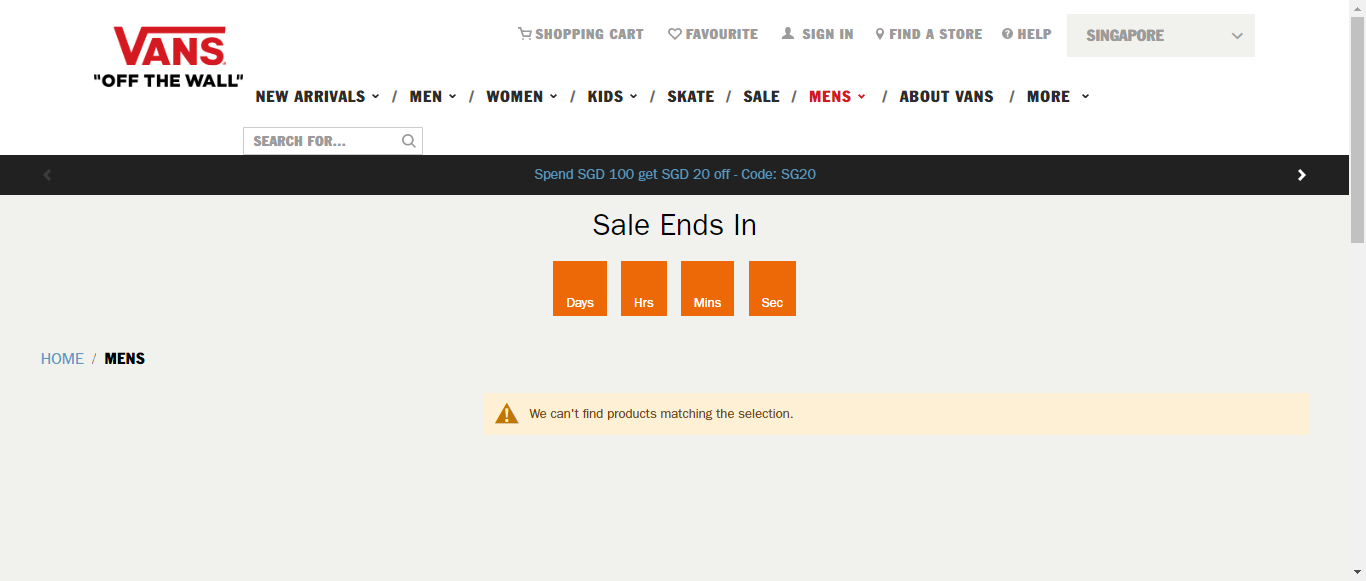 VANS
"OFF THE WALL"
SHOPPING CART FAVOURITE SIGN IN FIND A STORE HELP SINGAPORE
NEW ARRIVALS / MEN / WOMEN / KIDS / SKATE / SALE / MENS / ABOUT VANS / MORE
SEARCH FOR...
Spend SGD 100 get SGD 20 off - Code: SG20
Sale Ends In
Days Hrs Mins Sec
HOME / MENS
We can't find products matching the selection.